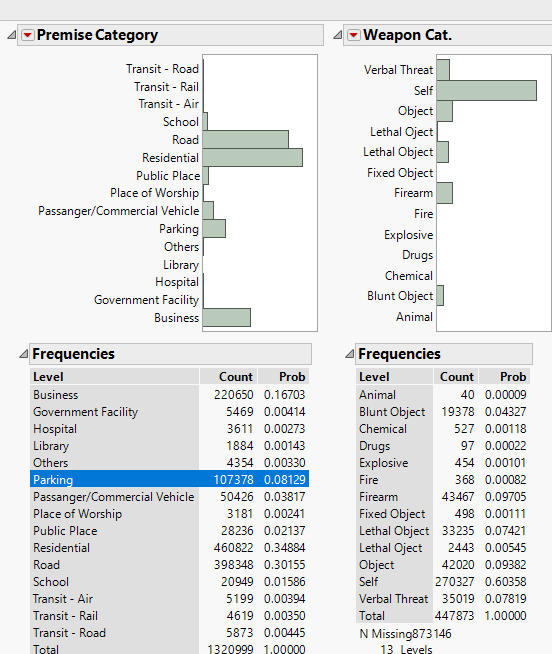 Premise Category
Transit - Road
Transit - Rail
Transit - Air
School
Road
Residential
Public Place
Place of Worship
Passanger/Commercial Vehicle
Parking
Others
Library
Hospital
Government Facility
Business
Frequencies
Level Count Prob
Business 220650 0.16703
Government Facility 5469 0.00414
Hospital 3611 0.00273
Library 1884 0.00143
Others 4354 0.00330
Parking 107378 0.08129
Passanger/Commercial Vehicle 50426 0.03817
Place of Worship 3181 0.00241
Public Place 28236 0.02137
Residential 460822 0.34884
Road 398348 0.30155
School 20949 0.01586
Transit - Air 5199 0.00394
Transit - Rail 4619 0.00350
Transit - Road 5873 0.00445
Total 1320999 1.00000
Weapon Cat.
Verbal Threat
Self
Object
Lethal Oject
Lethal Object
Fixed Object
Firearm
Fire
Explosive
Drugs
Chemical
Blunt Object
Animal
Frequencies
Level Count Prob
Animal 40 0.00009
Blunt Object 19378 0.04327
Chemical 527 0.00118
Drugs 97 0.00022
Explosive 454 0.00101
Fire 368 0.00082
Firearm 43467 0.09705
Fixed Object 498 0.00111
Lethal Object 33235 0.07421
Lethal Oject 2443 0.00545
Object 42020 0.09382
Self 270327 0.60358
Verbal Threat 35019 0.07819
Total 447873 1.00000
N Missing873146
13 Levels